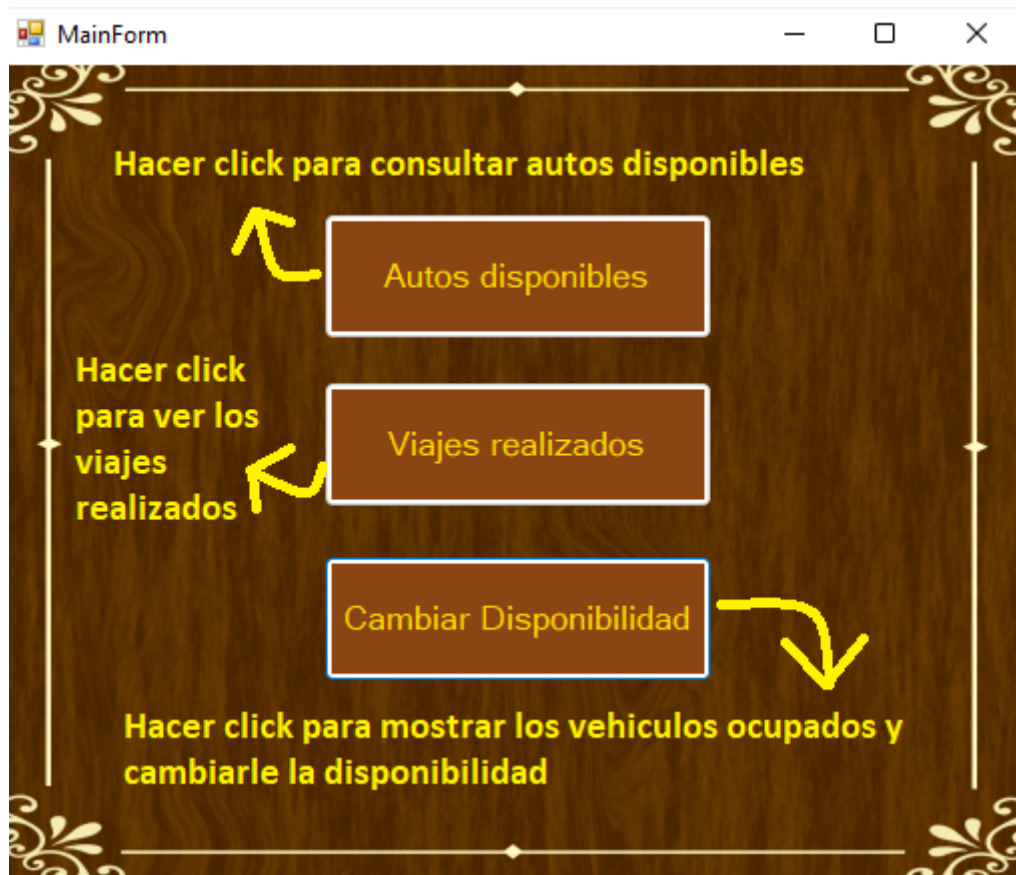 MainForm
Hacer click para consultar autos disponibles
Autos disponibles
Hacer click
para ver los
viajes
realizados
Viajes realizados
Cambiar Disponibilidad
Hacer click para mostrar los vehiculos ocupados y
cambiarle la disponibilidad